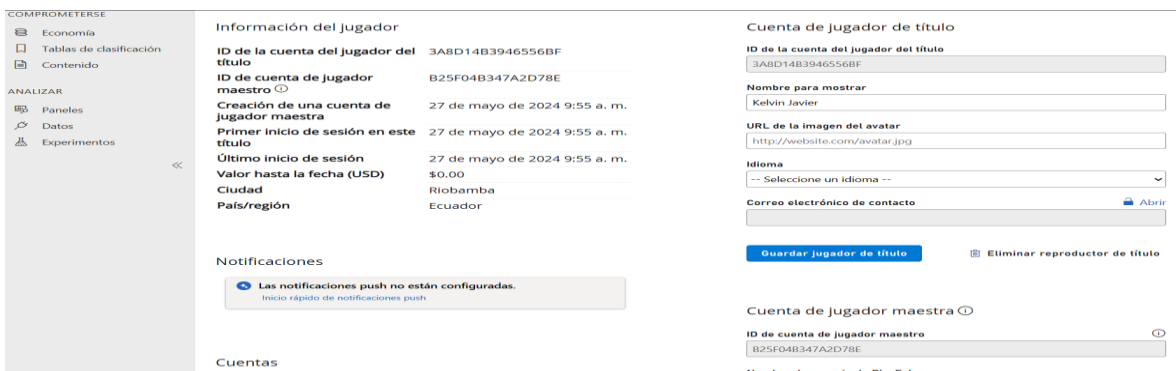 COMPROMETERSE
Economía
Tablas de clasificación
Contenido
ANALIZAR
Paneles
Datos
Experimentos
Información del jugador
ID de la cuenta del jugador del título 3A8D14B3946556BF
ID de cuenta de jugador maestro B25F04B347A2D78E
Creación de una cuenta de jugador maestra 27 de mayo de 2024 9:55 a. m.
Primer inicio de sesión en este título 27 de mayo de 2024 9:55 a. m.
Último inicio de sesión 27 de mayo de 2024 9:55 a. m.
Valor hasta la fecha (USD) $0.00
Ciudad Riobamba
País/región Ecuador
Notificaciones
Las notificaciones push no están configuradas.
Inicio rápido de notificaciones push
Cuentas
Cuenta de jugador de título
ID de la cuenta del jugador del título
3A8D14B3946556BF
Nombre para mostrar
Kelvin Javier
URL de la imagen del avatar
http://website.com/avatar.jpg
Idioma
-- Seleccione un idioma --
Correo electrónico de contacto Abrir
Guardar jugador de título Eliminar reproductor de título
Cuenta de jugador maestra
ID de cuenta de jugador maestro
B25F04B347A2D78E